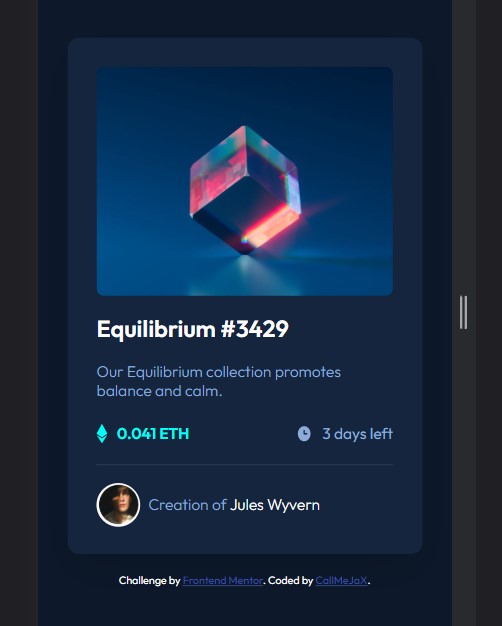 Equilibrium #3429
Our Equilibrium collection promotes
balance and calm.
0.041 ETH
3 days left
Creation of Jules Wyvern
Challenge by Frontend Mentor. Coded by CallMeJaX.